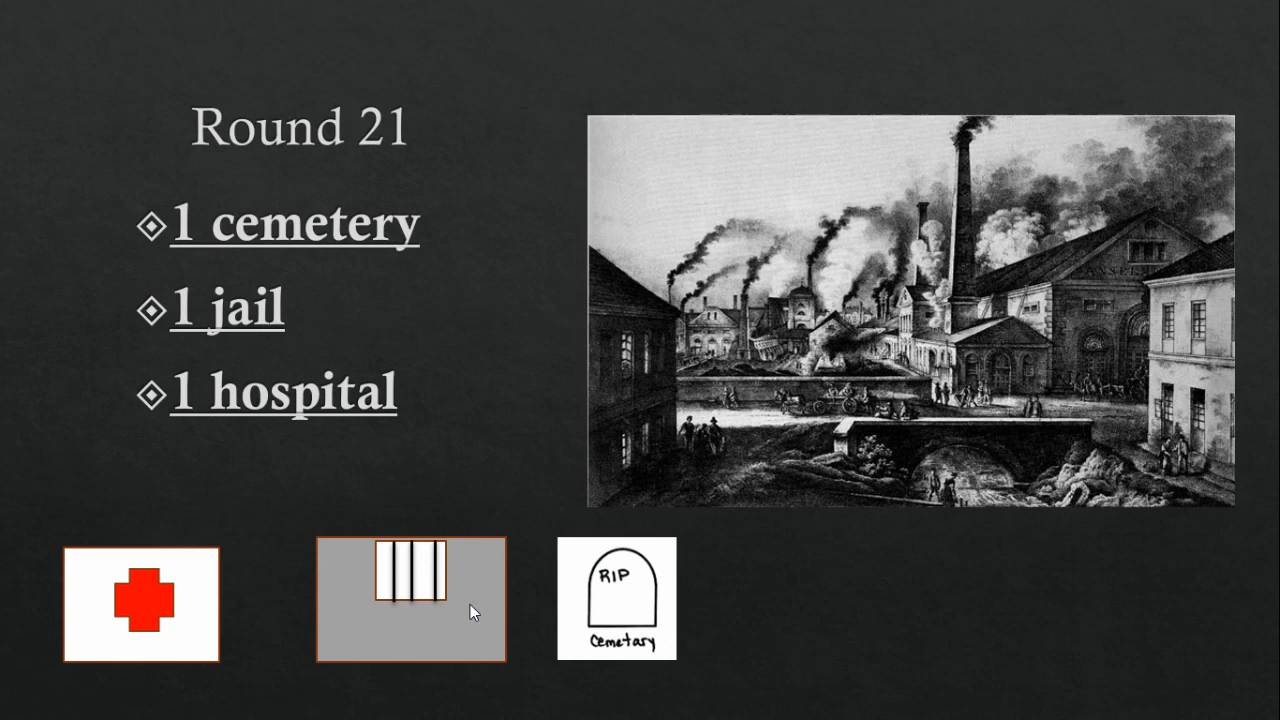 Round 21
1 cemetery
1 jail
1 hospital
RIP
Cemetary